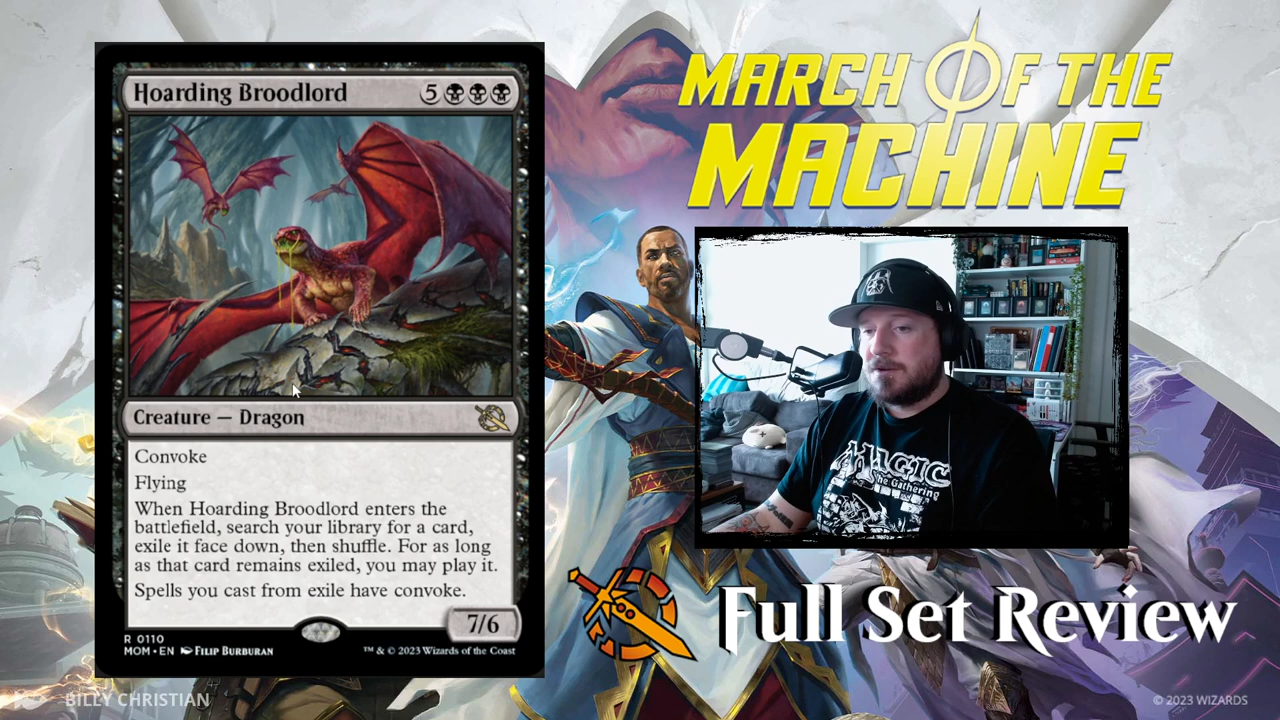 Hoarding Broodlord 5
Creature — Dragon
Convoke
Flying
When Hoarding Broodlord enters the
battlefield, search your library for a card,
exile it face down, then shuffle. For as long
as that card remains exiled, you may play it.
Spells you cast from exile have convoke.
7/6
R 0110
MOM • EN FILIP BURBURAN
™ & © 2023 Wizards of the Coast
MARCH OF THE
MACHINE
MAGIC
The Gathering
Full Set Review
BILLY CHRISTIAN
© 2023 WIZARDS